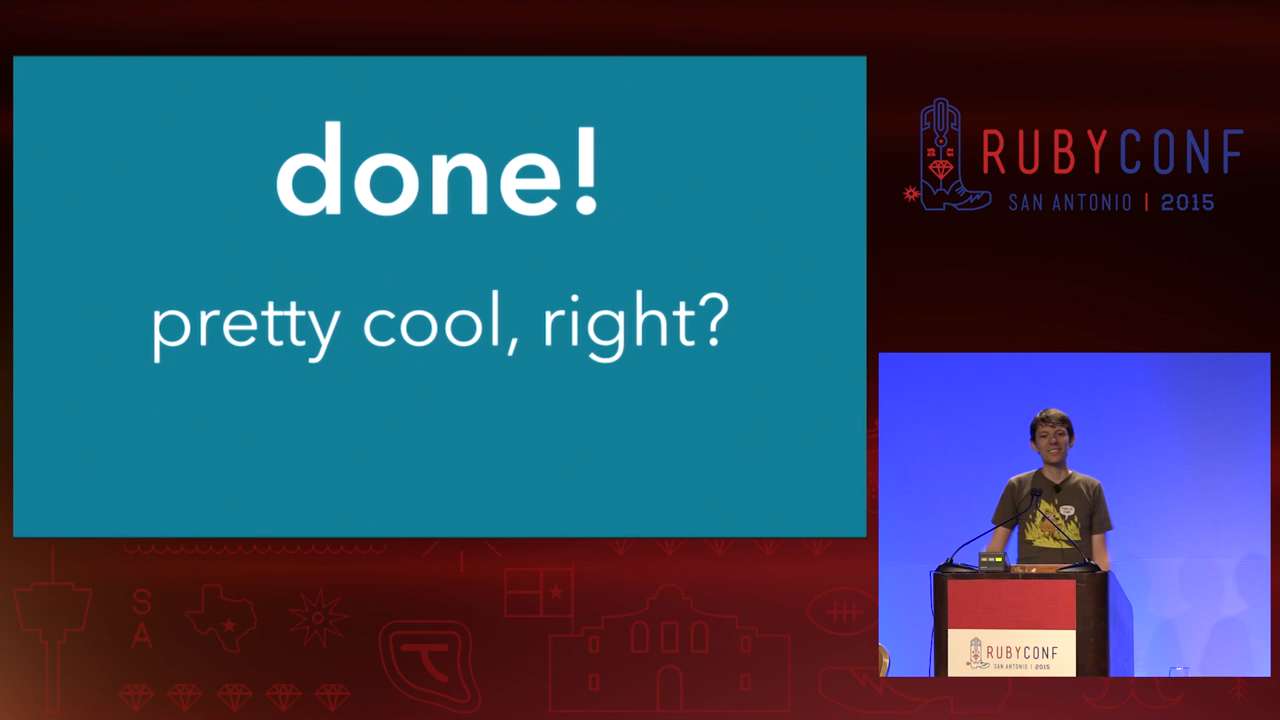 done!
pretty cool, right?
RUBYCONF
SAN ANTONIO | 2015
S
A
RUBYCONF
SAN ANTONIO | 2015